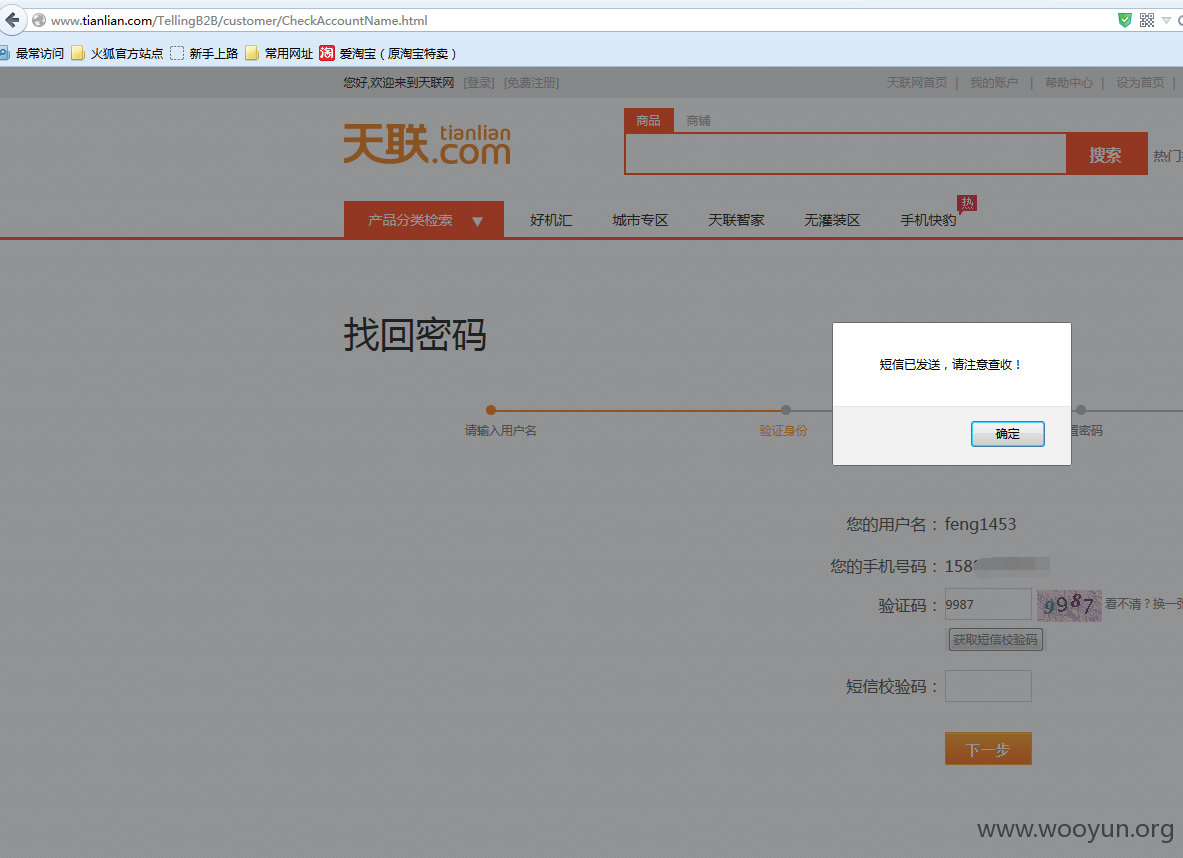 www.tianlian.com/TellingB2B/customer/CheckAccountName.html
最常访问 火狐官方站点 新手上路 常用网址 淘 爱淘宝（原淘宝特卖）
您好,欢迎来到天联网 [登录] [免费注册] 天联网首页 | 我的账户 | 帮助中心 | 设为首页 |
商品 商铺
天联 tianlian .com
搜索 热门
热
产品分类检索 ▼ 好机汇 城市专区 天联智家 无灌装区 手机快豹
找回密码
短信已发送，请注意查收！
确定
请输入用户名 验证身份 置密码
您的用户名： feng1453
您的手机号码： 158
验证码： 9987 9987 看不清？换一张
获取短信校验码
短信校验码：
下一步
www.wooyun.org